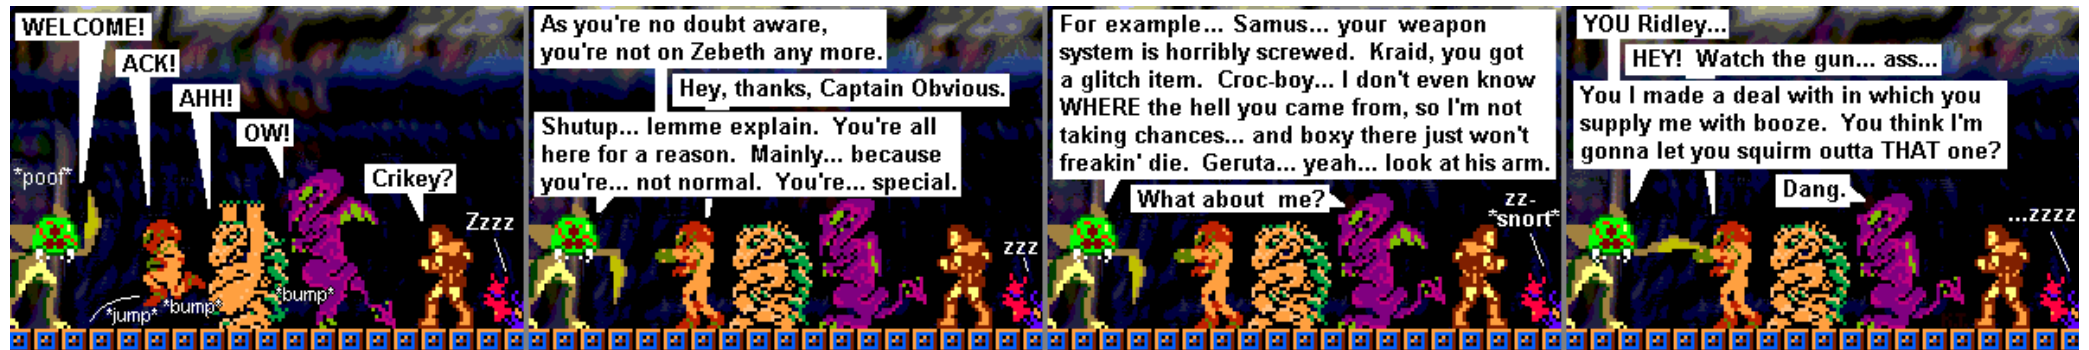 WELCOME!
ACK!
AHH!
OW!
*poof*
Crikey?
Zzzz
*jump*
*bump*
*bump*
As you're no doubt aware,
you're not on Zebeth any more.
Hey, thanks, Captain Obvious.
Shutup... lemme explain. You're all
here for a reason. Mainly... because
you're... not normal. You're... special.
zzz
For example... Samus... your weapon
system is horribly screwed. Kraid, you got
a glitch item. Croc-boy... I don't even know
WHERE the hell you came from, so I'm not
taking chances... and boxy there just won't
freakin' die. Geruta... yeah... look at his arm.
What about me?
zz-
*snort*
YOU Ridley...
HEY! Watch the gun... ass...
You I made a deal with in which you
supply me with booze. You think I'm
gonna let you squirm outta THAT one?
Dang.
...zzzz